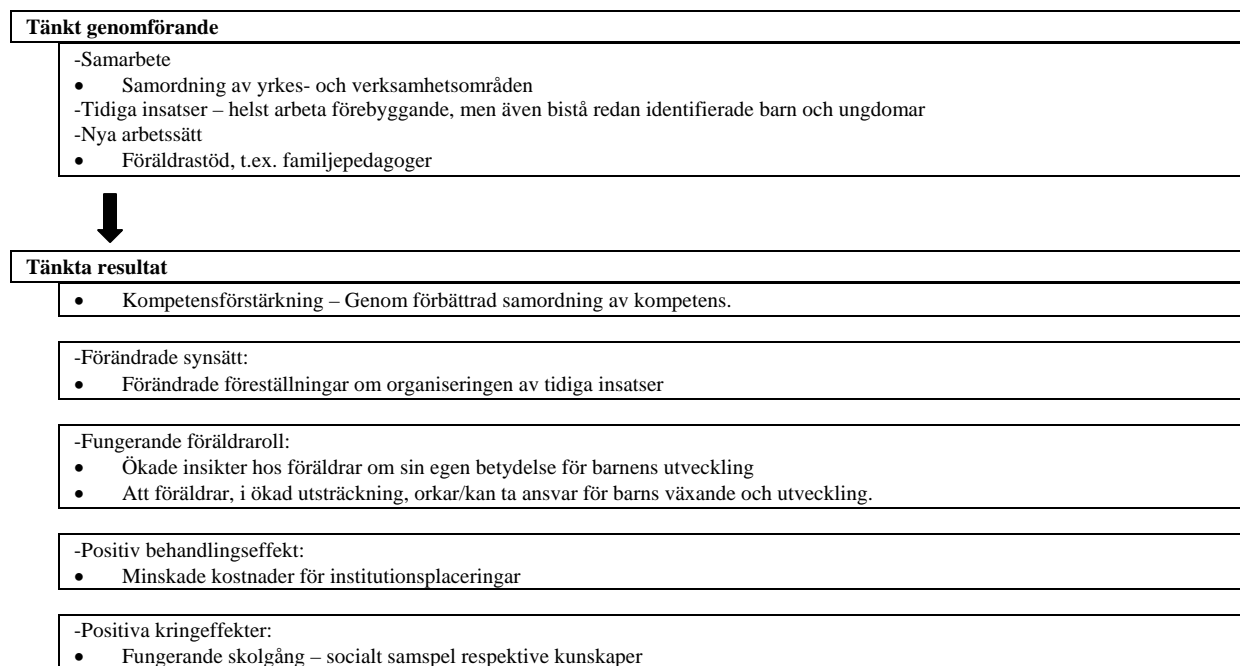 Tänkt genomförande
-Samarbete
• Samordning av yrkes- och verksamhetsområden
-Tidiga insatser – helst arbeta förebyggande, men även bistå redan identifierade barn och ungdomar
-Nya arbetssätt
• Föräldrastöd, t.ex. familjepedagoger
Tänkta resultat
• Kompetensförstärkning – Genom förbättrad samordning av kompetens.
-Förändrade synsätt:
• Förändrade föreställningar om organiseringen av tidiga insatser
-Fungerande föräldraroll:
• Ökade insikter hos föräldrar om sin egen betydelse för barnens utveckling
• Att föräldrar, i ökad utsträckning, orkar/kan ta ansvar för barns växande och utveckling.
-Positiv behandlingseffekt:
• Minskade kostnader för institutionsplaceringar
-Positiva kringeffekter:
• Fungerande skolgång – socialt samspel respektive kunskaper